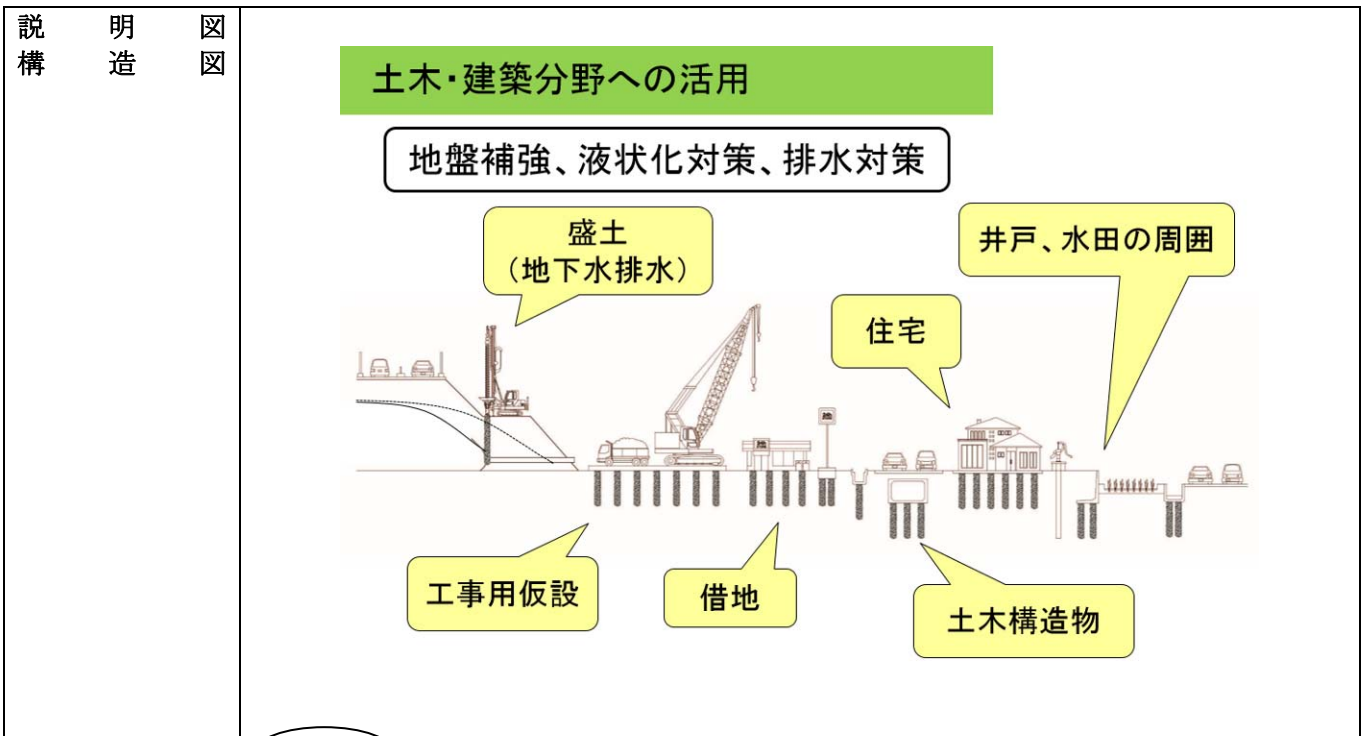 説明図
構造図
土木・建築分野への活用
地盤補強、液状化対策、排水対策
盛土
（地下水排水）
井戸、水田の周囲
住宅
工事用仮設
借地
土木構造物